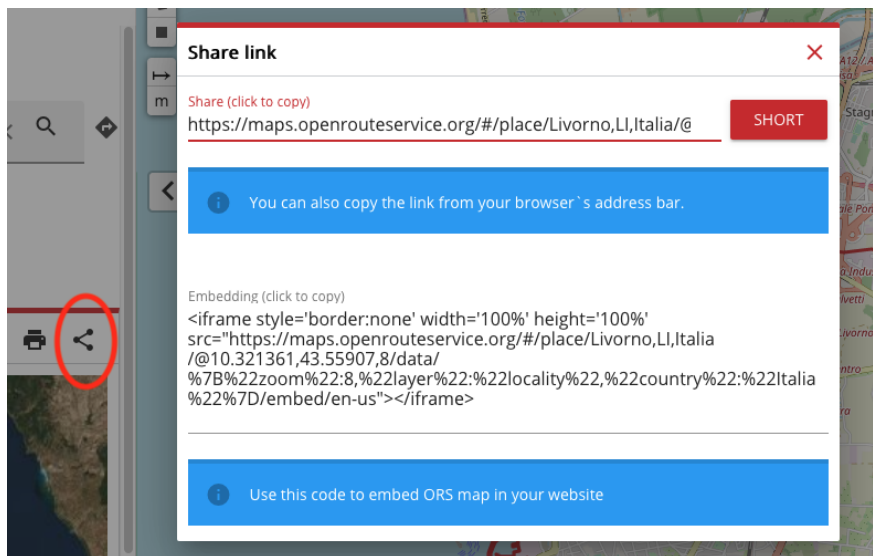 Share link
Share (click to copy)
https://maps.openrouteservice.org/#/place/Livorno,LI,Italia/@
SHORT
You can also copy the link from your browser`s address bar.
Embedding (click to copy)
<iframe style='border:none' width='100%' height='100%'
src="https://maps.openrouteservice.org/#/place/Livorno,LI,Italia
/@10.321361,43.55907,8/data/
%7B%22zoom%22:8,%22layer%22:%22locality%22,%22country%22:%22Italia
%22%7D/embed/en-us"></iframe>
Use this code to embed ORS map in your website
m
Stag